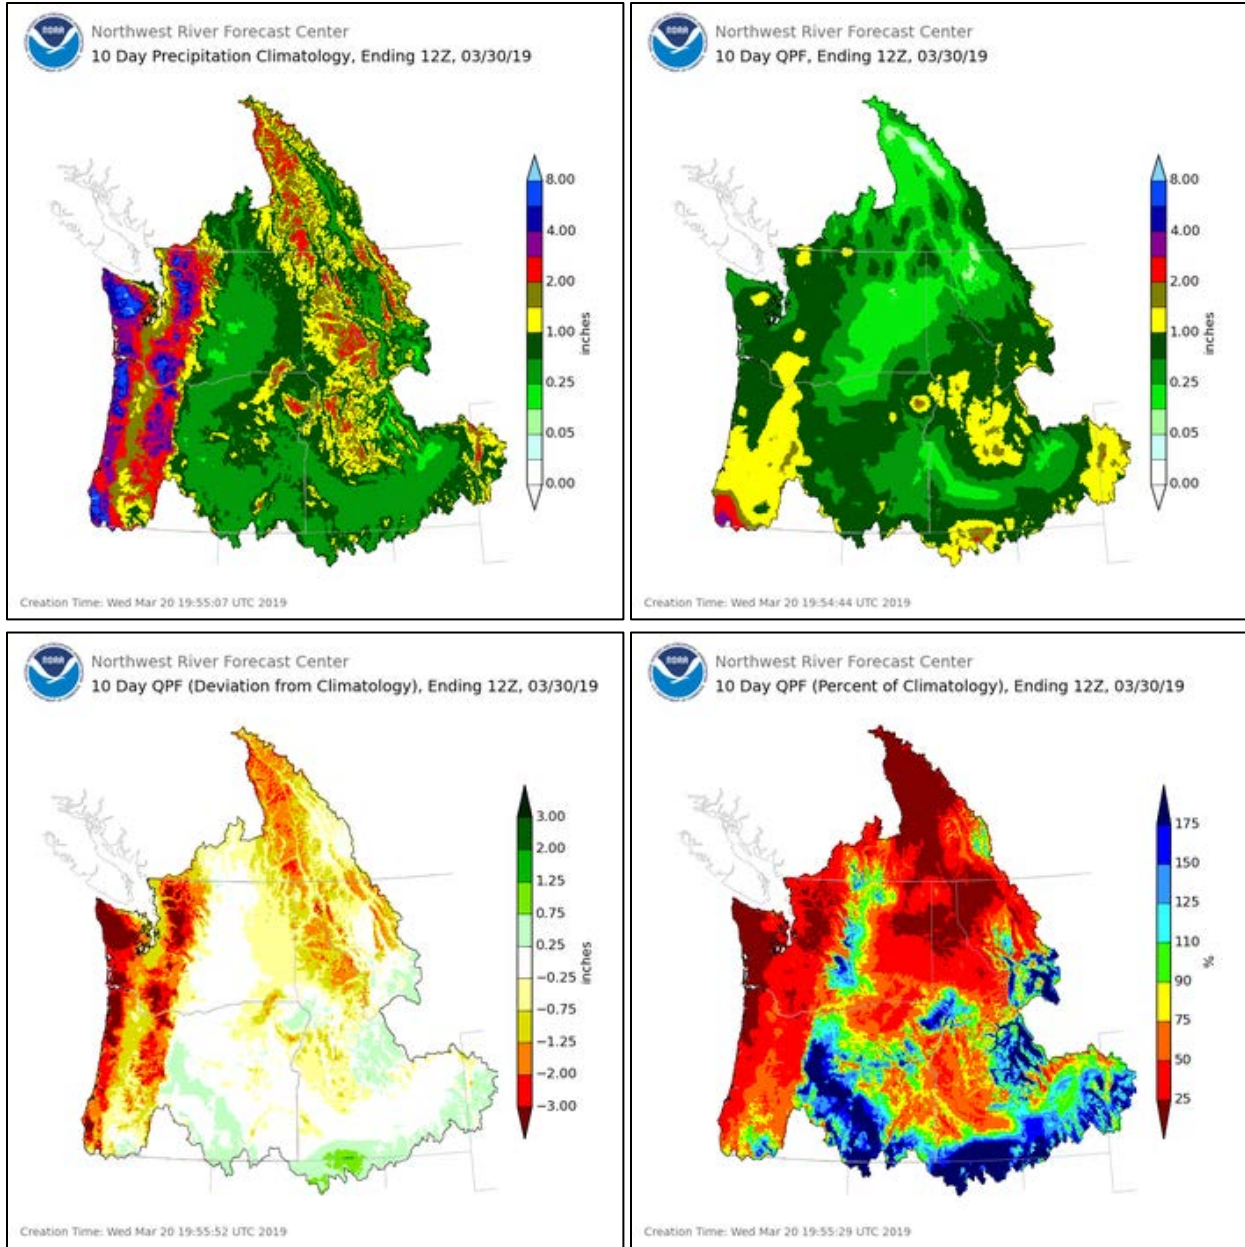 NOAA
Northwest River Forecast Center
10 Day Precipitation Climatology, Ending 12Z, 03/30/19
8.00
4.00
2.00
1.00
0.25
0.05
0.00
inches
Creation Time: Wed Mar 20 19:55:07 UTC 2019
NOAA
Northwest River Forecast Center
10 Day QPF, Ending 12Z, 03/30/19
8.00
4.00
2.00
1.00
0.25
0.05
0.00
inches
Creation Time: Wed Mar 20 19:54:44 UTC 2019
NOAA
Northwest River Forecast Center
10 Day QPF (Deviation from Climatology), Ending 12Z, 03/30/19
3.00
2.00
1.25
0.75
0.25
−0.25
−0.75
−1.25
−2.00
−3.00
inches
Creation Time: Wed Mar 20 19:55:52 UTC 2019
NOAA
Northwest River Forecast Center
10 Day QPF (Percent of Climatology), Ending 12Z, 03/30/19
175
150
125
110
90
75
50
25
%
Creation Time: Wed Mar 20 19:55:29 UTC 2019